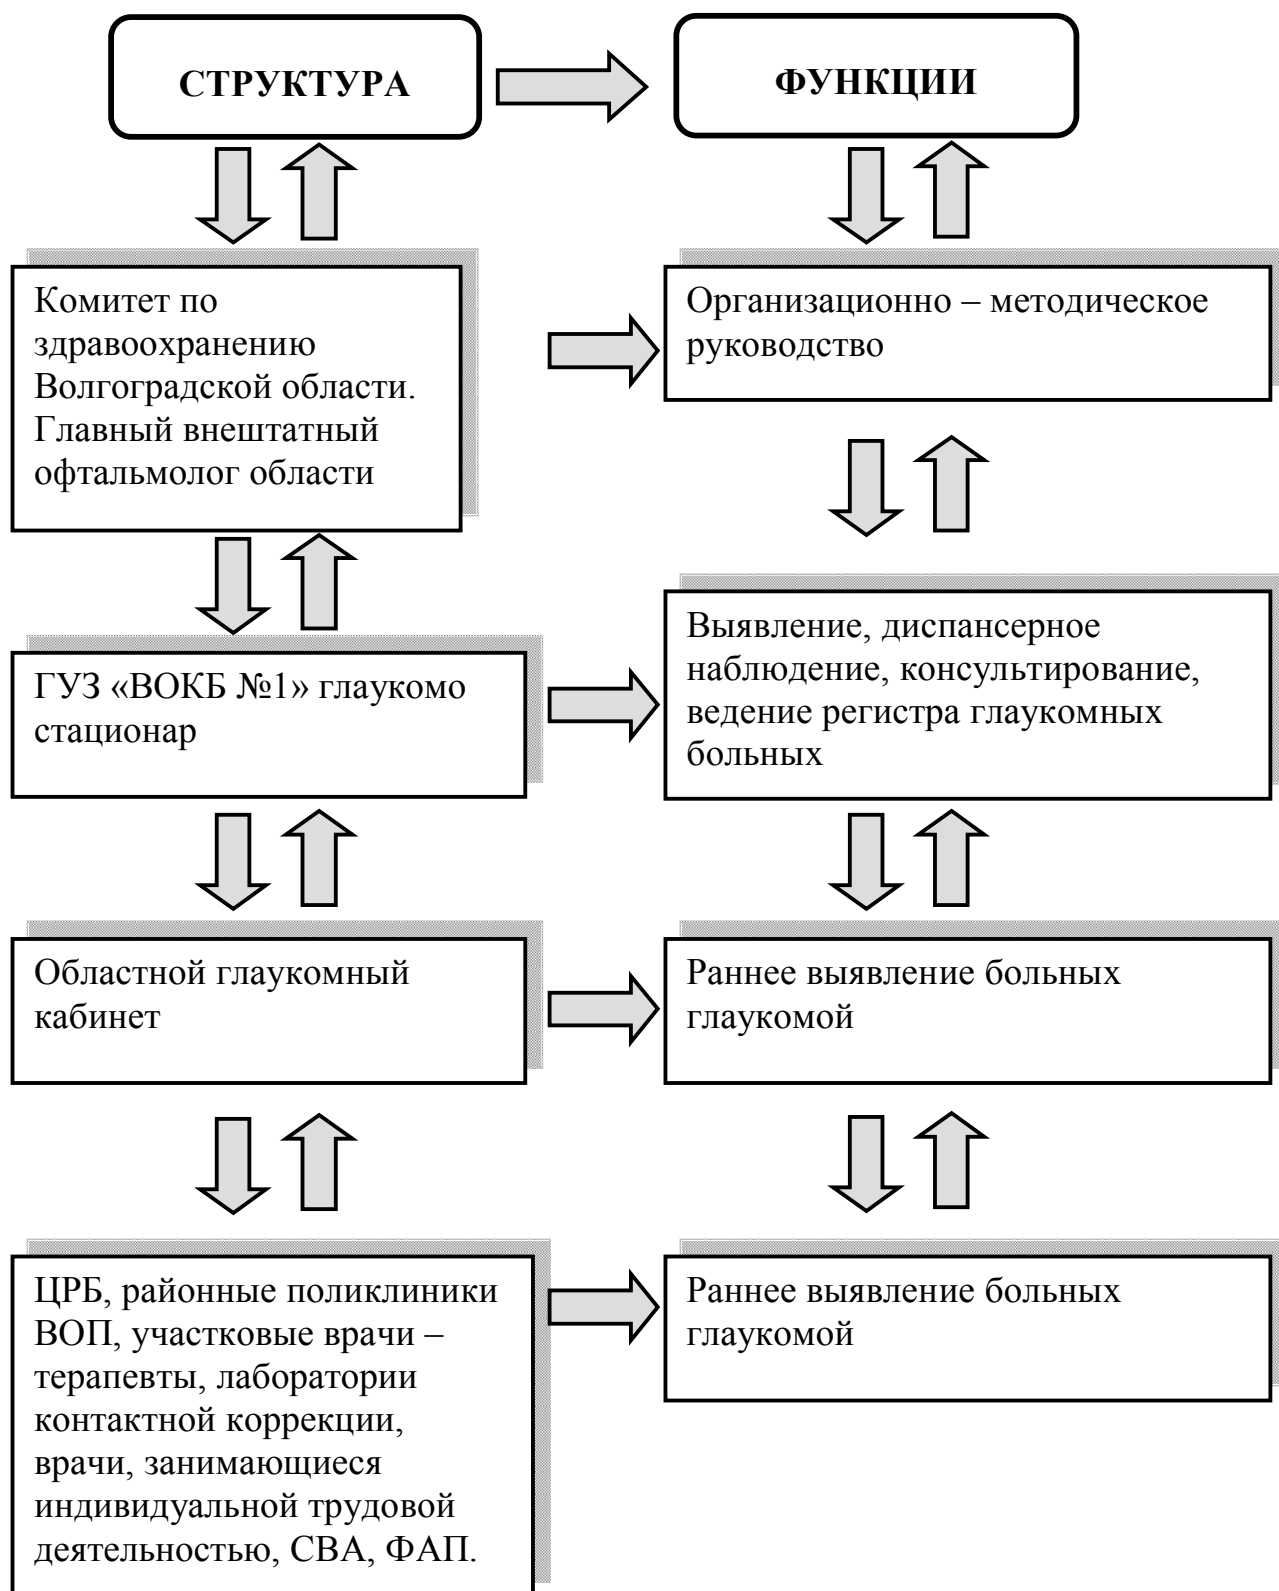 СТРУКТУРА
ФУНКЦИИ
Комитет по
здравоохранению
Волгоградской области.
Главный внештатный
офтальмолог области
Организационно – методическое
руководство
ГУЗ «ВОКБ №1» глаукомо
стационар
Выявление, диспансерное
наблюдение, консультирование,
ведение регистра глаукомных
больных
Областной глаукомный
кабинет
Раннее выявление больных
глаукомой
ЦРБ, районные поликлиники
ВОП, участковые врачи –
терапевты, лаборатории
контактной коррекции,
врачи, занимающиеся
индивидуальной трудовой
деятельностью, СВА, ФАП.
Раннее выявление больных
глаукомой